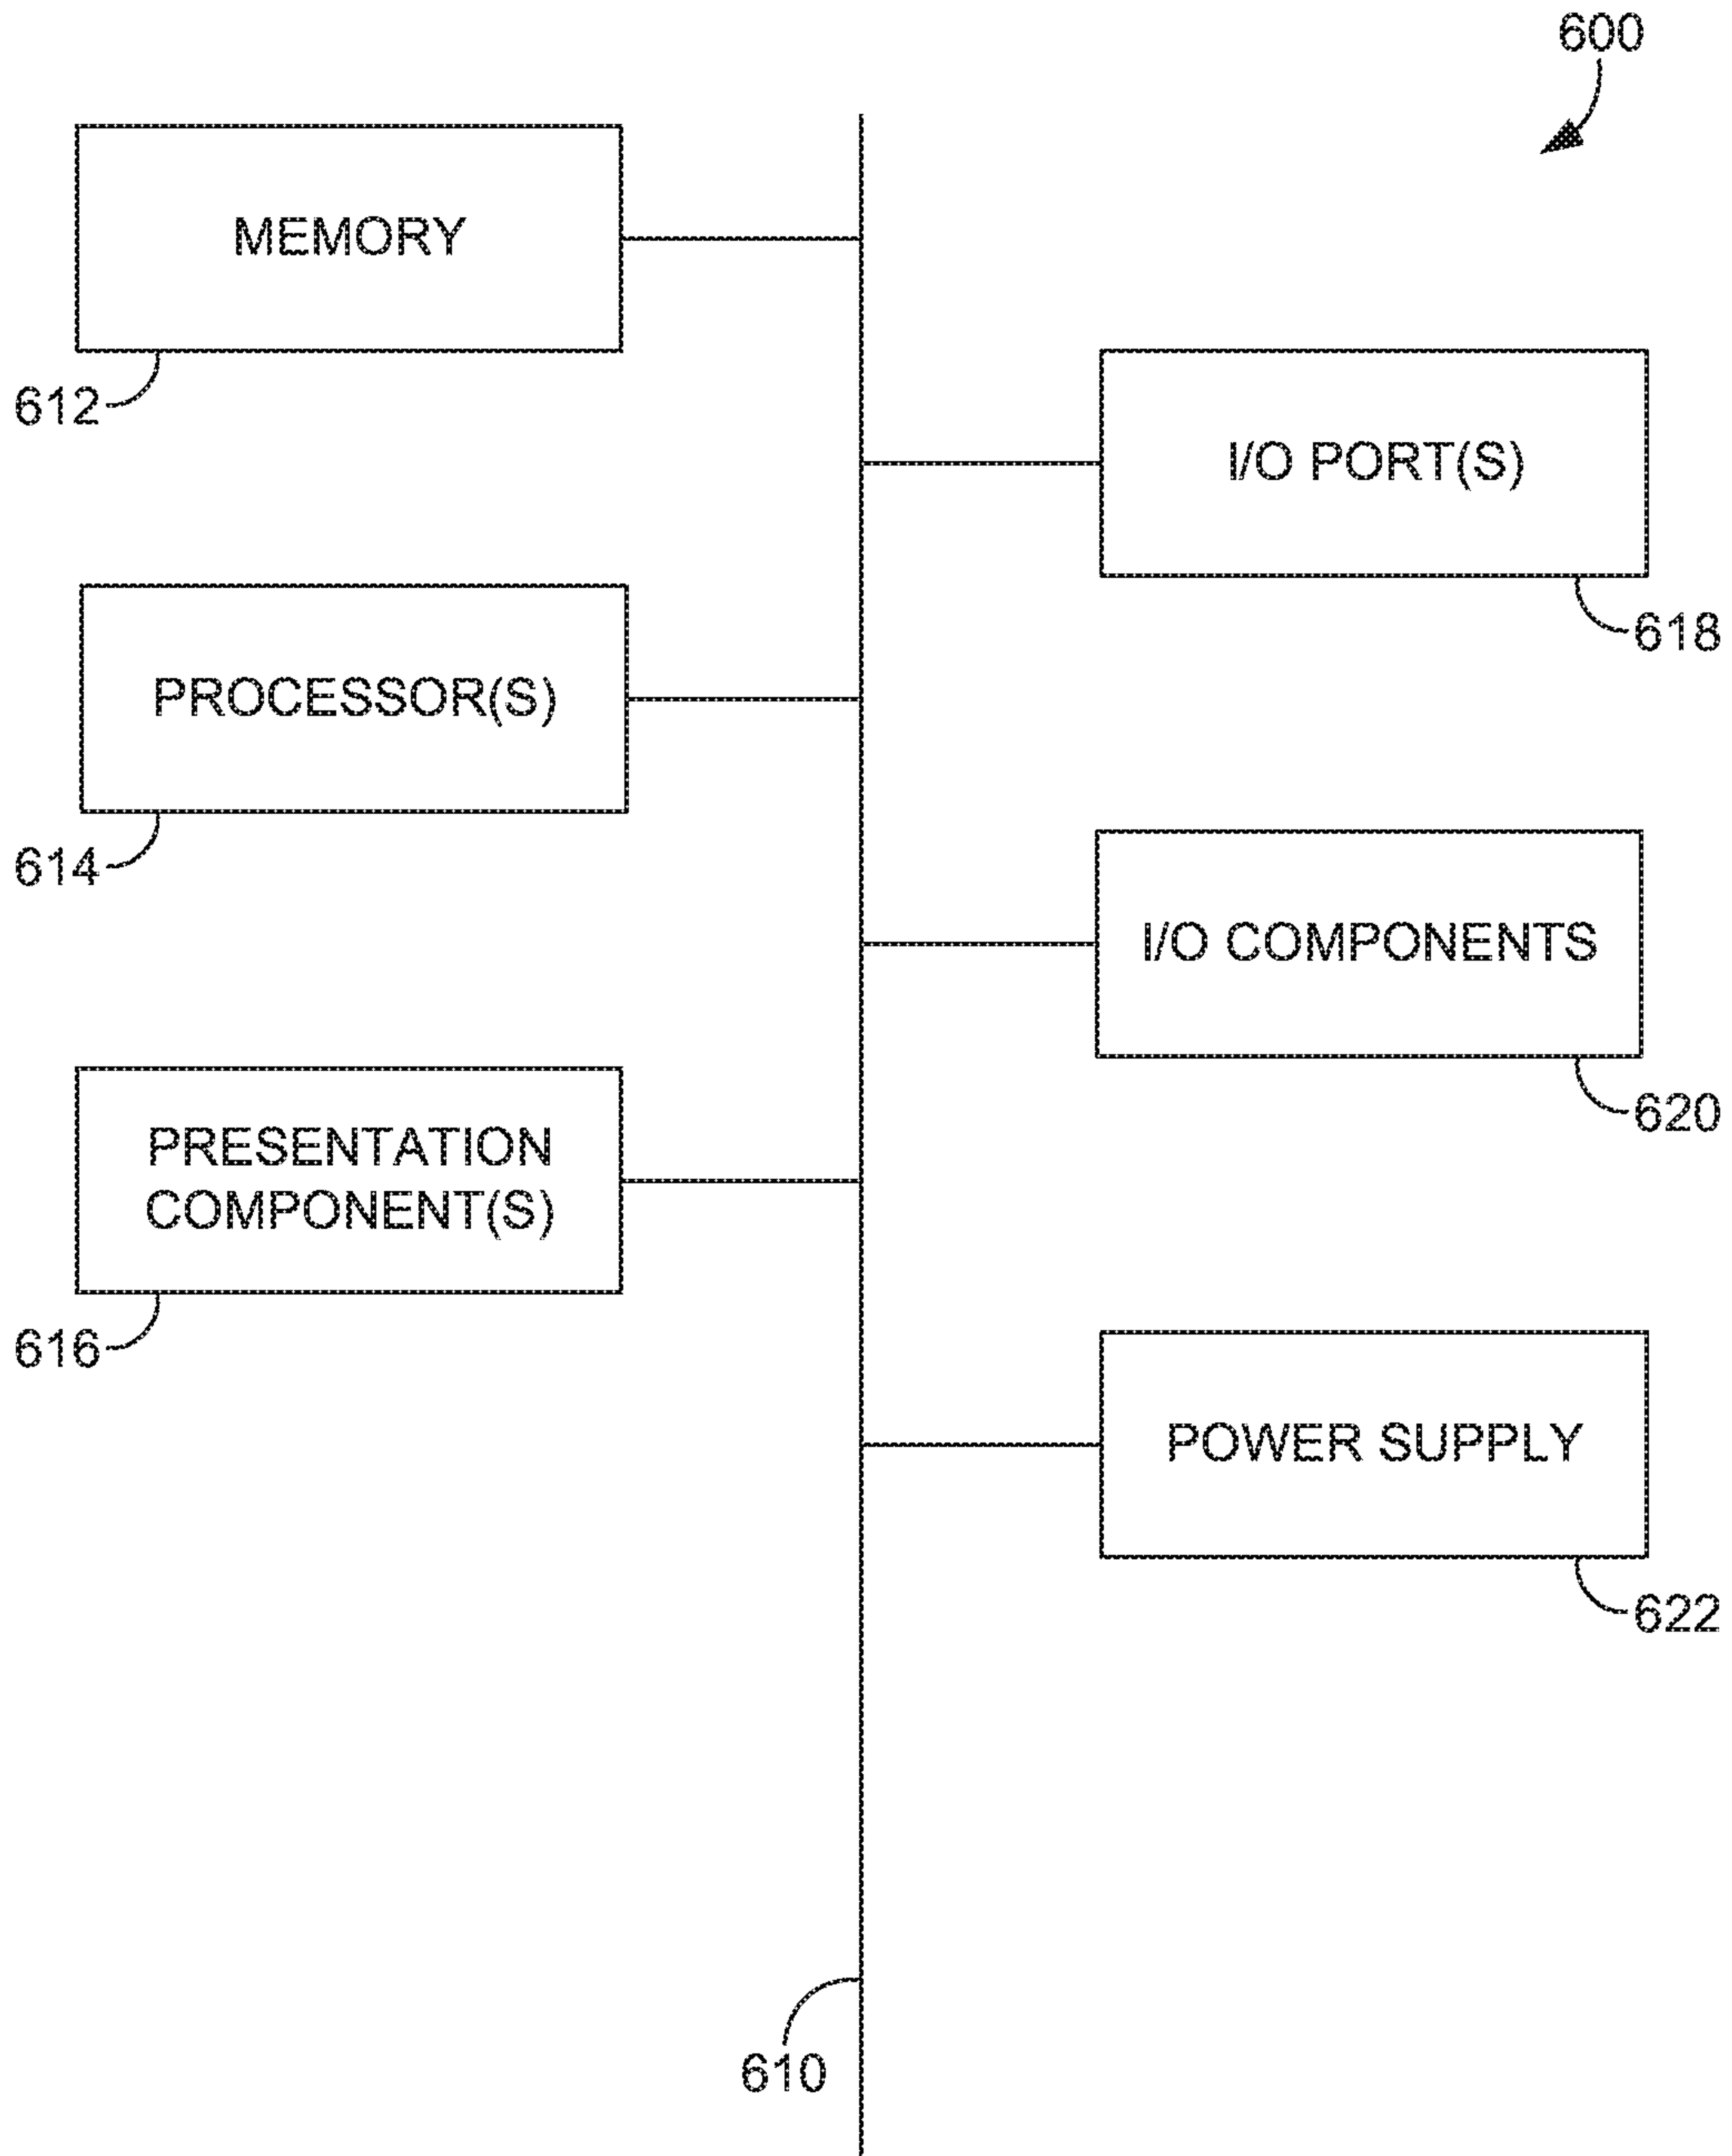 600
MEMORY
612
I/O PORT(S)
618
PROCESSOR(S)
614
I/O COMPONENTS
620
PRESENTATION
COMPONENT(S)
616
POWER SUPPLY
622
610